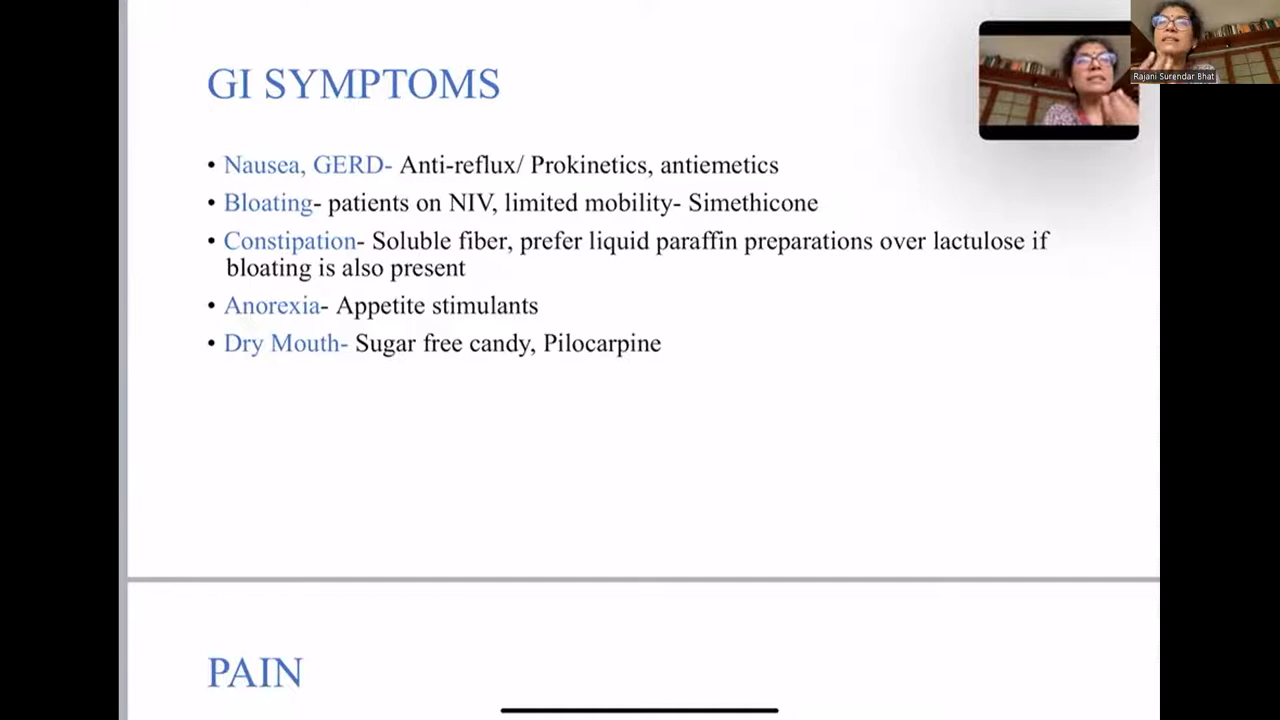 GI SYMPTOMS
Rajani Surendar Bhat
• Nausea, GERD- Anti-reflux/ Prokinetics, antiemetics
• Bloating- patients on NIV, limited mobility- Simethicone
• Constipation- Soluble fiber, prefer liquid paraffin preparations over lactulose if
bloating is also present
• Anorexia- Appetite stimulants
• Dry Mouth- Sugar free candy, Pilocarpine
PAIN